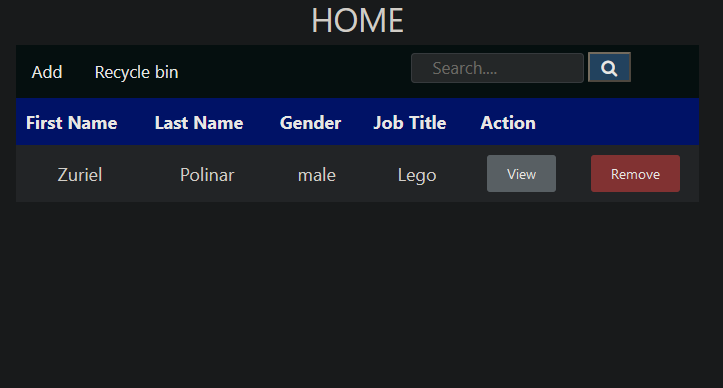 HOME
Add Recycle bin Search....
First Name Last Name Gender Job Title Action
Zuriel Polinar male Lego View Remove